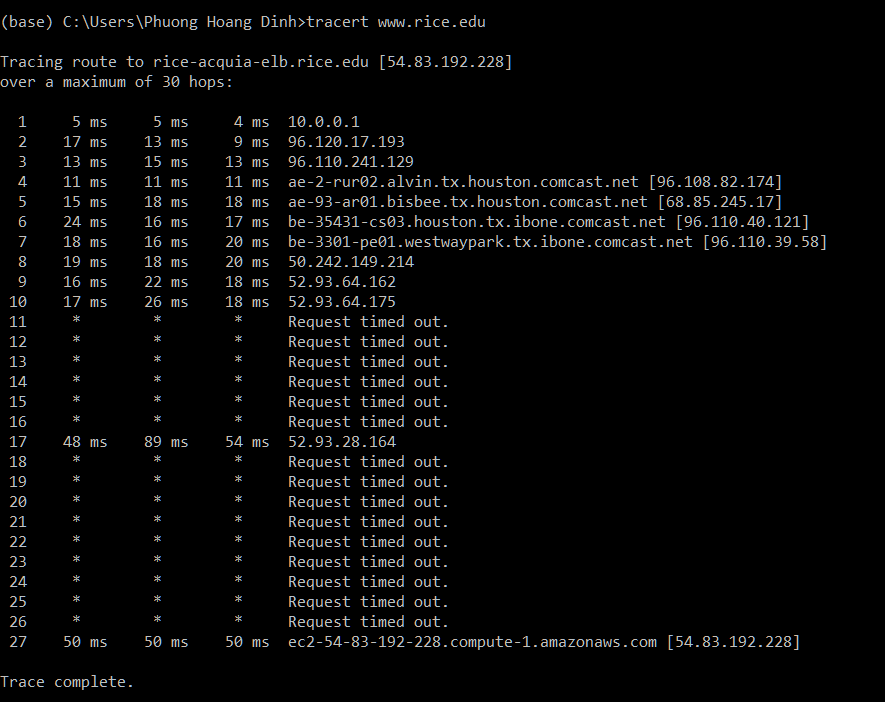 (base) C:\Users\Phuong Hoang Dinh>tracert www.rice.edu
Tracing route to rice-acquia-elb.rice.edu [54.83.192.228]
over a maximum of 30 hops:
1 5 ms 5 ms 4 ms 10.0.0.1
2 17 ms 13 ms 9 ms 96.120.17.193
3 13 ms 15 ms 13 ms 96.110.241.129
4 11 ms 11 ms 11 ms ae-2-rur02.alvin.tx.houston.comcast.net [96.108.82.174]
5 15 ms 18 ms 18 ms ae-93-ar01.bisbee.tx.houston.comcast.net [68.85.245.17]
6 24 ms 16 ms 17 ms be-35431-cs03.houston.tx.ibone.comcast.net [96.110.40.121]
7 18 ms 16 ms 20 ms be-3301-pe01.westwaypark.tx.ibone.comcast.net [96.110.39.58]
8 19 ms 18 ms 20 ms 50.242.149.214
9 16 ms 22 ms 18 ms 52.93.64.162
10 17 ms 26 ms 18 ms 52.93.64.175
11 * * * Request timed out.
12 * * * Request timed out.
13 * * * Request timed out.
14 * * * Request timed out.
15 * * * Request timed out.
16 * * * Request timed out.
17 48 ms 89 ms 54 ms 52.93.28.164
18 * * * Request timed out.
19 * * * Request timed out.
20 * * * Request timed out.
21 * * * Request timed out.
22 * * * Request timed out.
23 * * * Request timed out.
24 * * * Request timed out.
25 * * * Request timed out.
26 * * * Request timed out.
27 50 ms 50 ms 50 ms ec2-54-83-192-228.compute-1.amazonaws.com [54.83.192.228]
Trace complete.